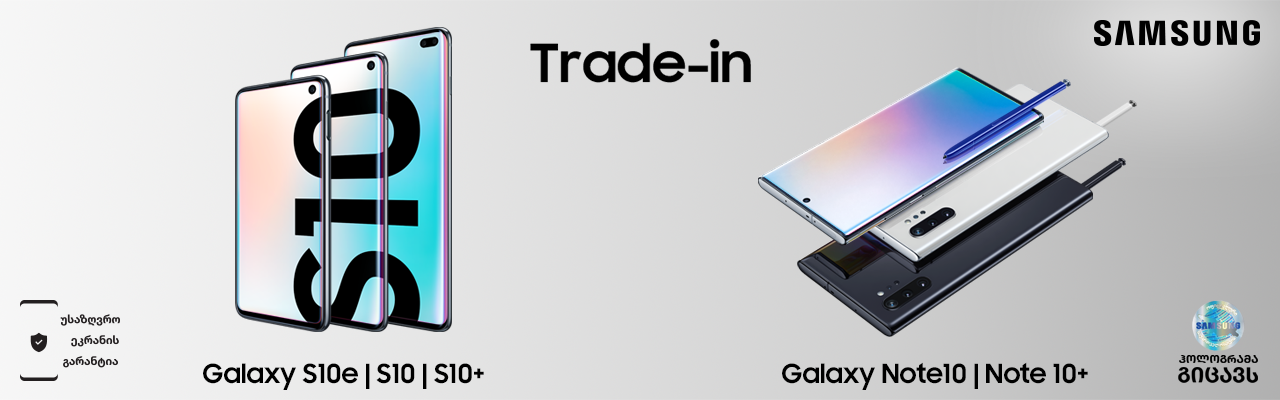 SAMSUNG
Trade-in
S10
უსაზღვრო
ეკრანის
გარანტია
Galaxy S10e | S10 | S10+
Galaxy Note10 | Note 10+
SAMSUNG
ჰოლოგრამა
გიცავს